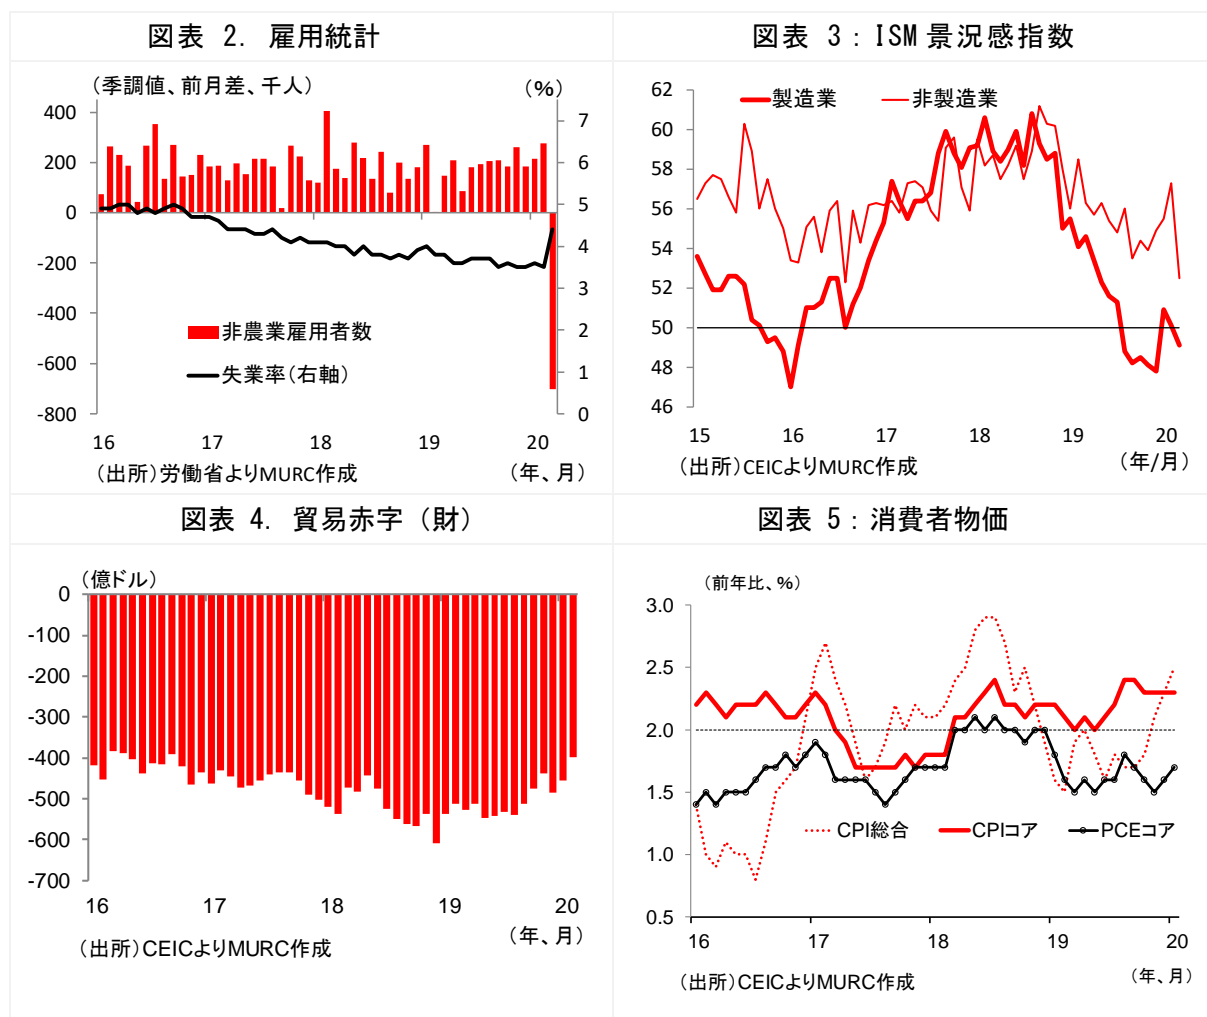 図表 2. 雇用統計
(季調値、前月差、千人)
(%)
400
200
0
-200
-400
-600
-800
7
6
5
4
3
2
1
0
非農業雇用者数
失業率(右軸)
16 17 18 19 20
(出所)労働省よりMURC作成
(年、月)
図表 3：ISM 景況感指数
62
60
58
56
54
52
50
48
46
製造業 非製造業
15 16 17 18 19 20
(出所)CEICよりMURC作成
(年/月)
図表 4. 貿易赤字（財）
(億ドル)
0
-100
-200
-300
-400
-500
-600
-700
16 17 18 19 20
(年、月)
(出所)CEICよりMURC作成
図表 5：消費者物価
(前年比、%)
3.0
2.5
2.0
1.5
1.0
0.5
CPI総合 CPIコア PCEコア
16 17 18 19 20
(年、月)
(出所)CEICよりMURC作成